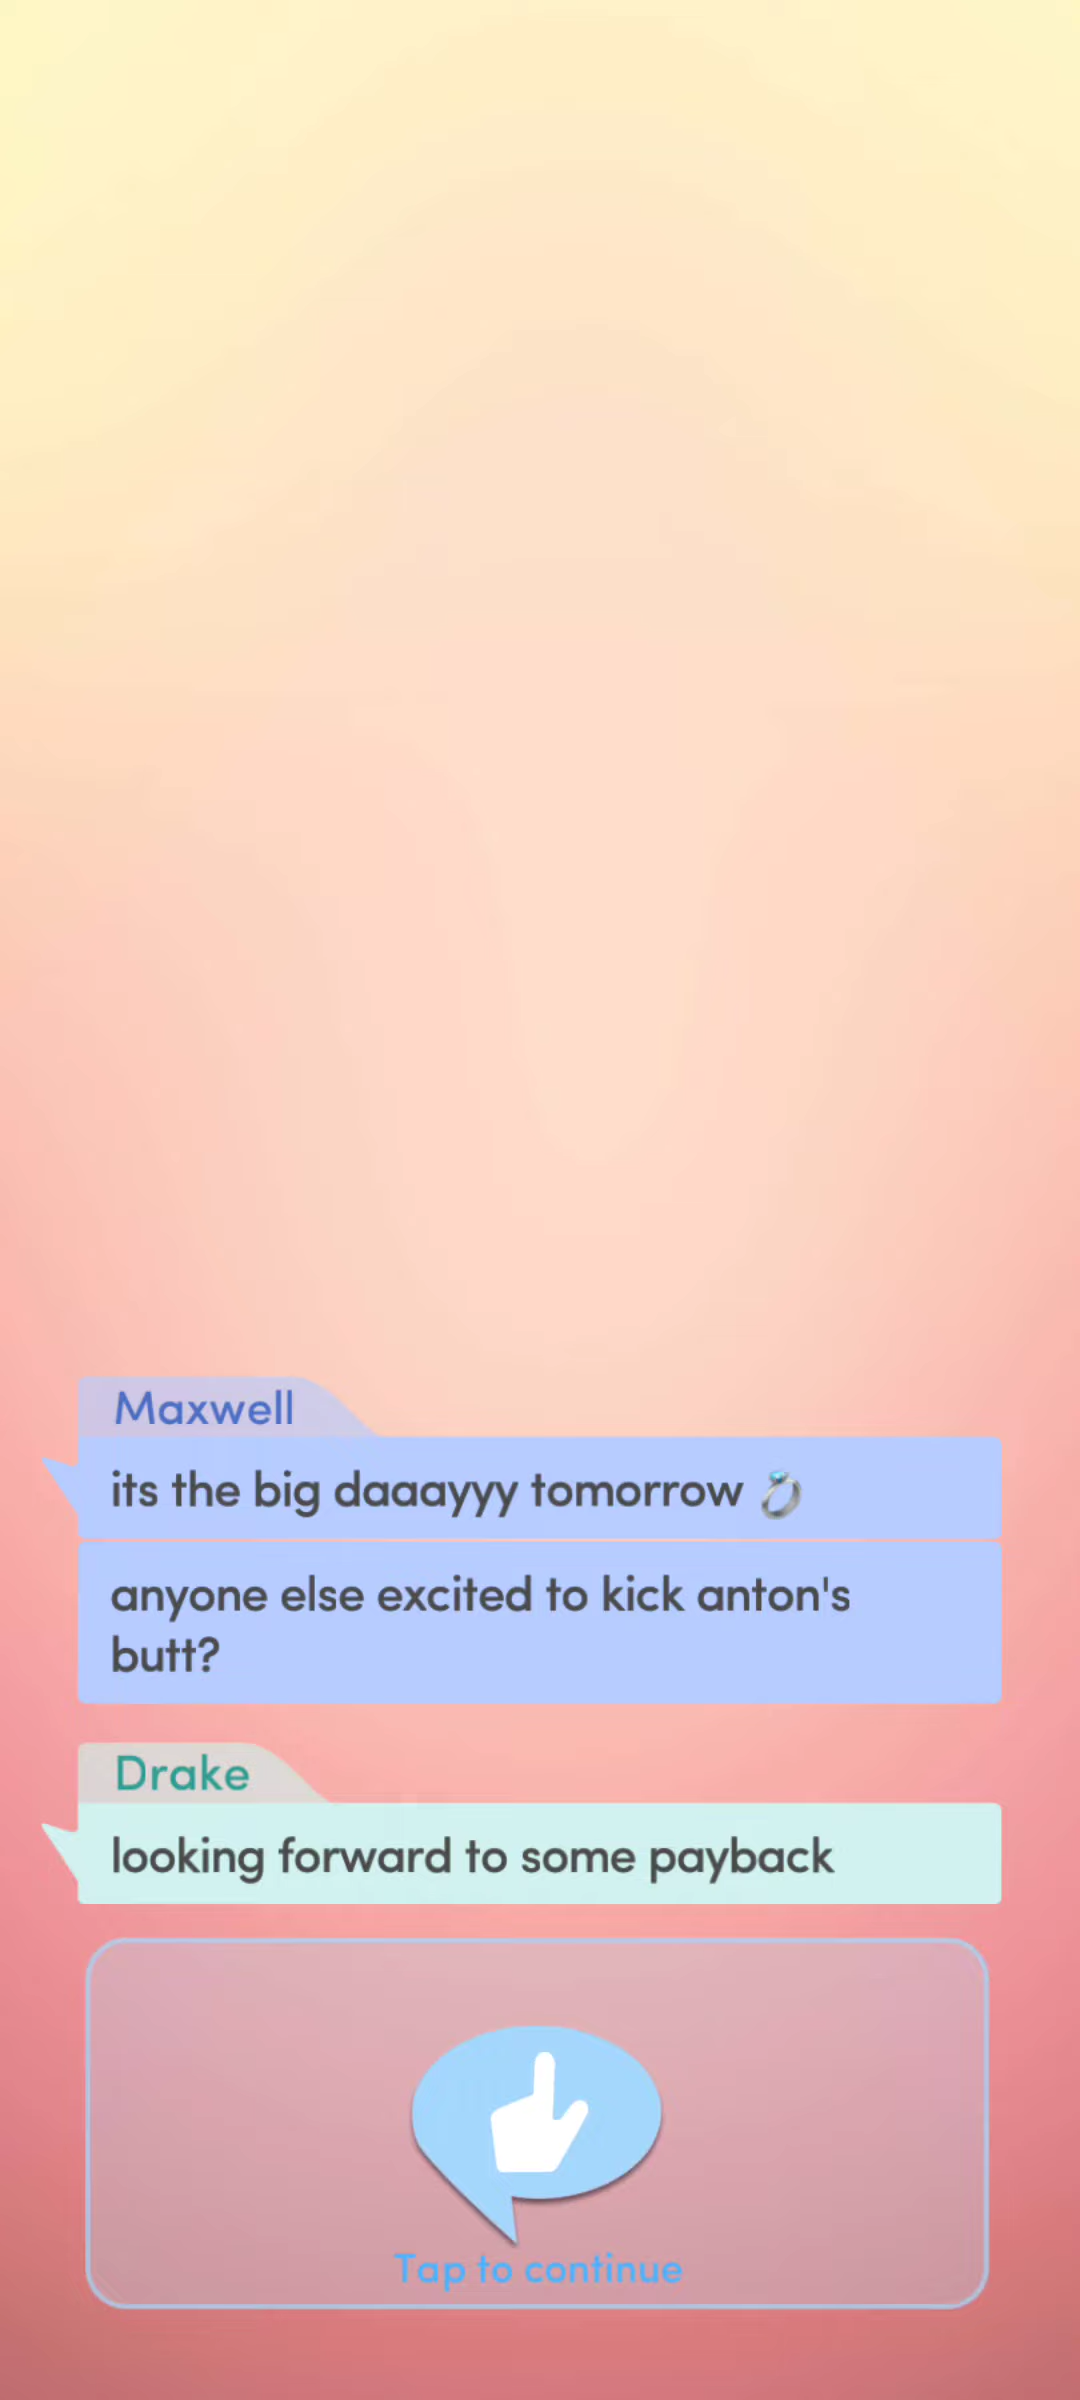 Maxwell
its the big daaayyy tomorrow 💍
anyone else excited to kick anton's
butt?
Drake
looking forward to some payback
Tap to continue